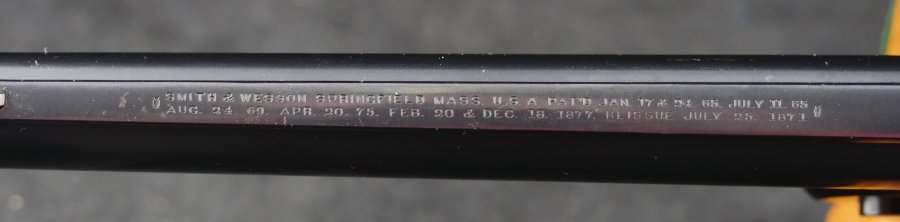 "SMITH & WESSON SPRINGFIELD MASS. U.S.A. PAT'D JAN. 17 & 24. 65. JULY 11. 65
AUG. 24. 69. APR. 20. 75. FEB. 20 & DEC. 18. 1877. REISSUE JULY 25. 1871"